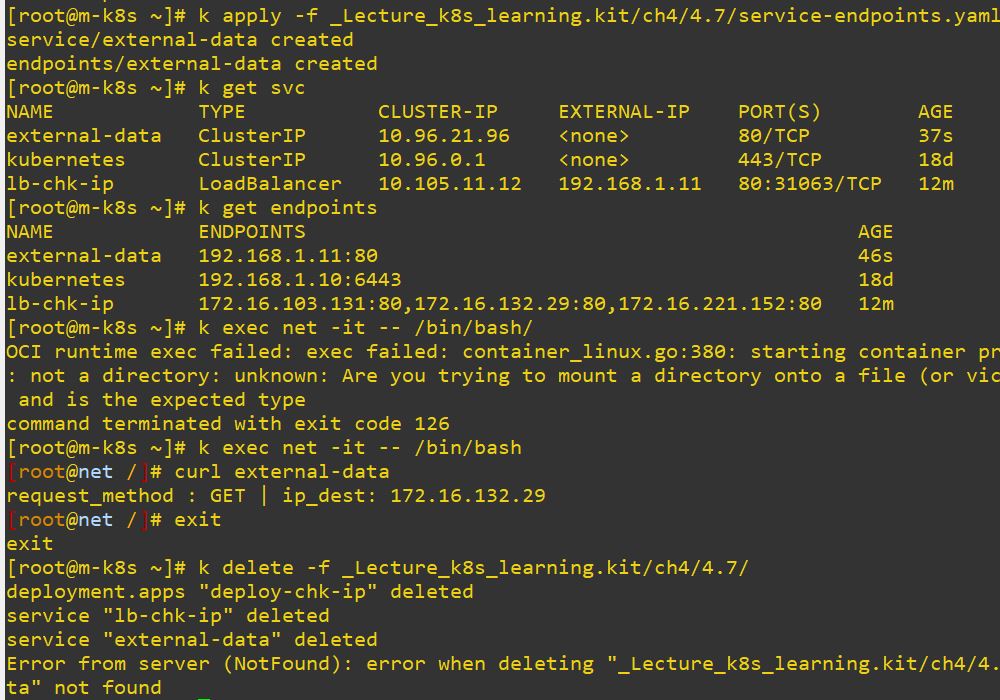 [root@m-k8s ~]# k apply -f _Lecture_k8s_learning.kit/ch4/4.7/service-endpoints.yaml
service/external-data created
endpoints/external-data created
[root@m-k8s ~]# k get svc
NAME TYPE CLUSTER-IP EXTERNAL-IP PORT(S) AGE
external-data ClusterIP 10.96.21.96 <none> 80/TCP 37s
kubernetes ClusterIP 10.96.0.1 <none> 443/TCP 18d
lb-chk-ip LoadBalancer 10.105.11.12 192.168.1.11 80:31063/TCP 12m
[root@m-k8s ~]# k get endpoints
NAME ENDPOINTS AGE
external-data 192.168.1.11:80 46s
kubernetes 192.168.1.10:6443 18d
lb-chk-ip 172.16.103.131:80,172.16.132.29:80,172.16.221.152:80 12m
[root@m-k8s ~]# k exec net -it -- /bin/bash/
OCI runtime exec failed: exec failed: container_linux.go:380: starting container pr
: not a directory: unknown: Are you trying to mount a directory onto a file (or vic
and is the expected type
command terminated with exit code 126
[root@m-k8s ~]# k exec net -it -- /bin/bash
[root@net /]# curl external-data
request_method : GET | ip_dest: 172.16.132.29
[root@net /]# exit
exit
[root@m-k8s ~]# k delete -f _Lecture_k8s_learning.kit/ch4/4.7/
deployment.apps "deploy-chk-ip" deleted
service "lb-chk-ip" deleted
service "external-data" deleted
Error from server (NotFound): error when deleting "_Lecture_k8s_learning.kit/ch4/4.
ta" not found